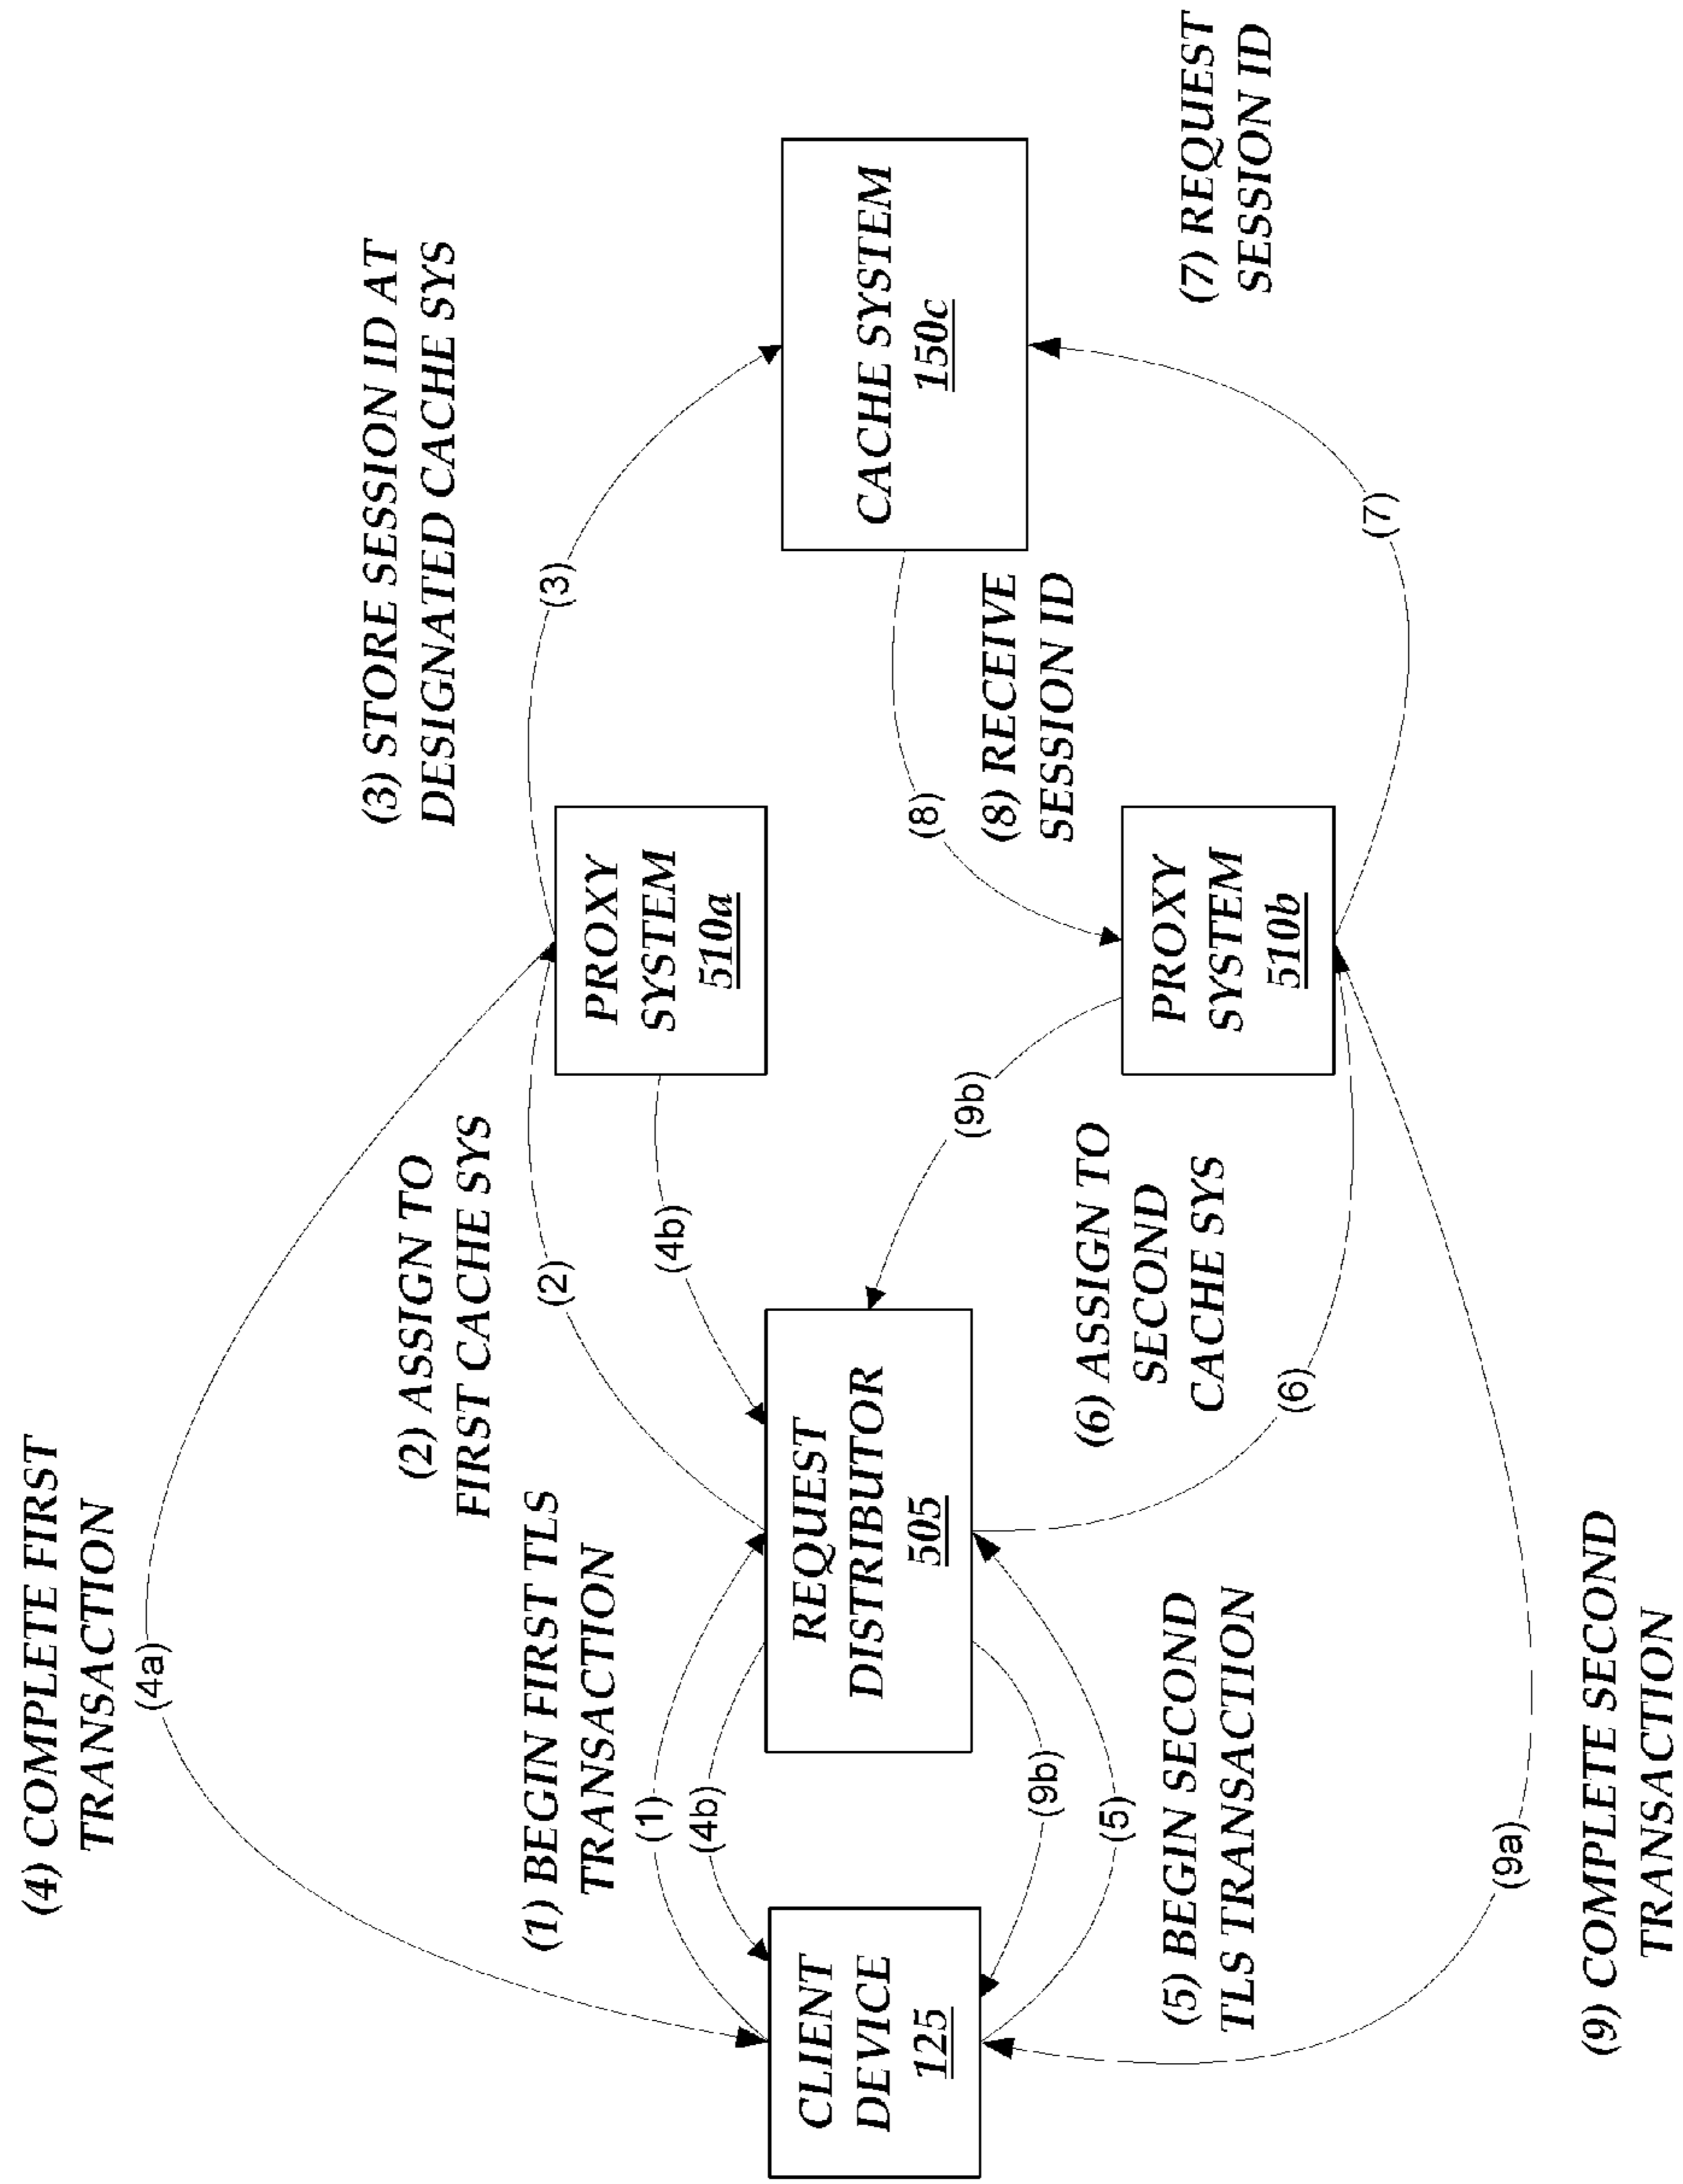 (4) COMPLETE FIRST
TRANSACTION
(4a)
(3) STORE SESSION ID AT
DESIGNATED CACHE SYS
(2) ASSIGN TO
FIRST CACHE SYS
(1) BEGIN FIRST TLS
TRANSACTION
(2)
(3)
(1)
(4b)
(4b)
PROXY
SYSTEM
510a
CLIENT
DEVICE
125
REQUEST
DISTRIBUTOR
505
CACHE SYSTEM
150c
(8)
(8) RECEIVE
SESSION ID
(9b)
(9b)
(5)
(6) ASSIGN TO
SECOND
CACHE SYS
(6)
PROXY
SYSTEM
510b
(5) BEGIN SECOND
TLS TRANSACTION
(7) REQUEST
SESSION ID
(7)
(9a)
(9) COMPLETE SECOND
TRANSACTION